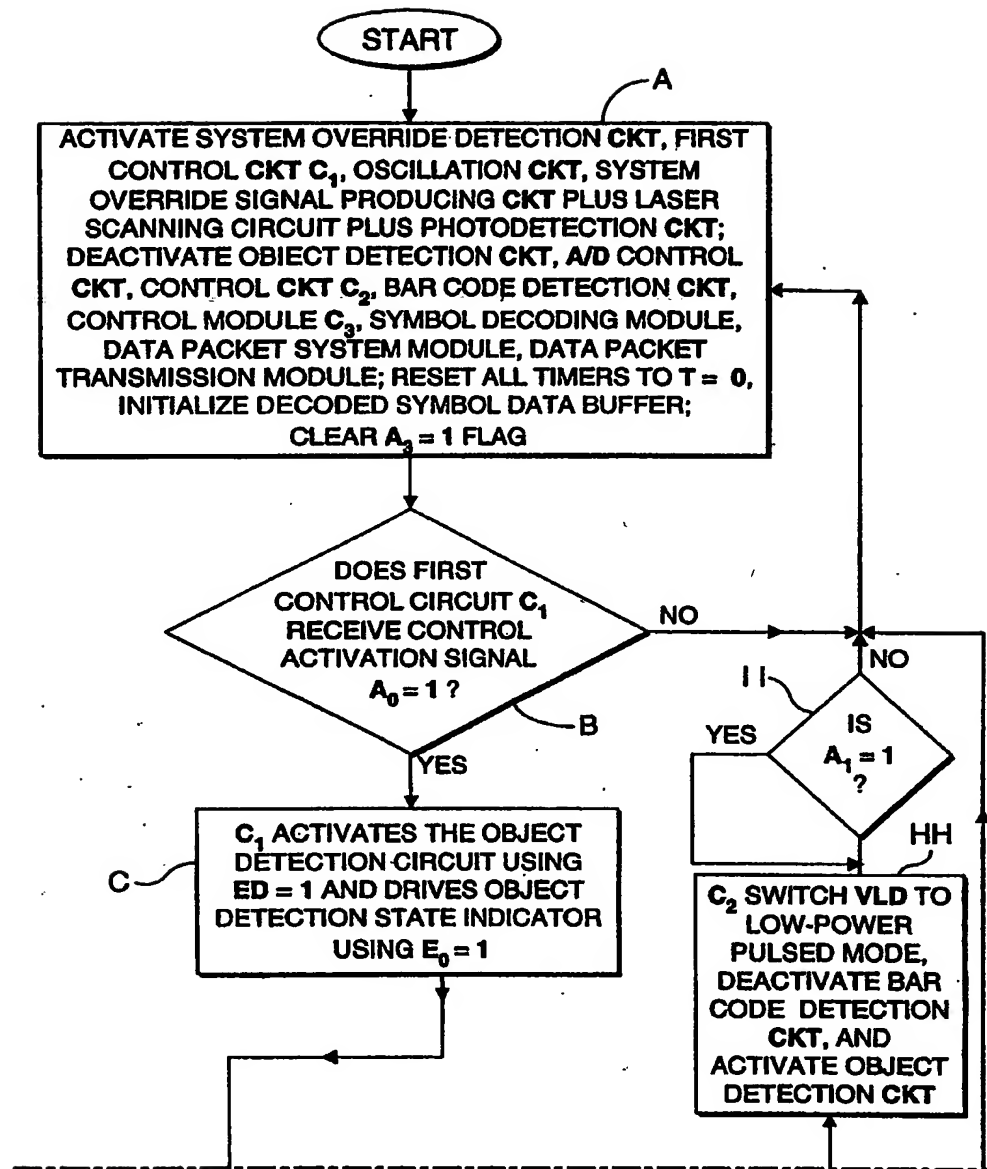 START
A
ACTIVATE SYSTEM OVERRIDE DETECTION CKT, FIRST
CONTROL CKT C₁, OSCILLATION CKT, SYSTEM
OVERRIDE SIGNAL PRODUCING CKT PLUS LASER
SCANNING CIRCUIT PLUS PHOTODETECTION CKT;
DEACTIVATE OBIECT DETECTION CKT, A/D CONTROL
CKT, CONTROL CKT C₂, BAR CODE DETECTION CKT,
CONTROL MODULE C₃, SYMBOL DECODING MODULE,
DATA PACKET SYSTEM MODULE, DATA PACKET
TRANSMISSION MODULE; RESET ALL TIMERS TO T = 0,
INITIALIZE DECODED SYMBOL DATA BUFFER;
CLEAR A₃ = 1 FLAG
DOES FIRST
CONTROL CIRCUIT C₁
RECEIVE CONTROL
ACTIVATION SIGNAL
A₀ = 1 ?
NO
B
YES
NO
II
YES
IS
A₁ = 1
?
C
C₁ ACTIVATES THE OBJECT
DETECTION CIRCUIT USING
ED = 1 AND DRIVES OBJECT
DETECTION STATE INDICATOR
USING E₀ = 1
HH
C₂ SWITCH VLD TO
LOW-POWER
PULSED MODE,
DEACTIVATE BAR
CODE DETECTION
CKT, AND
ACTIVATE OBJECT
DETECTION CKT